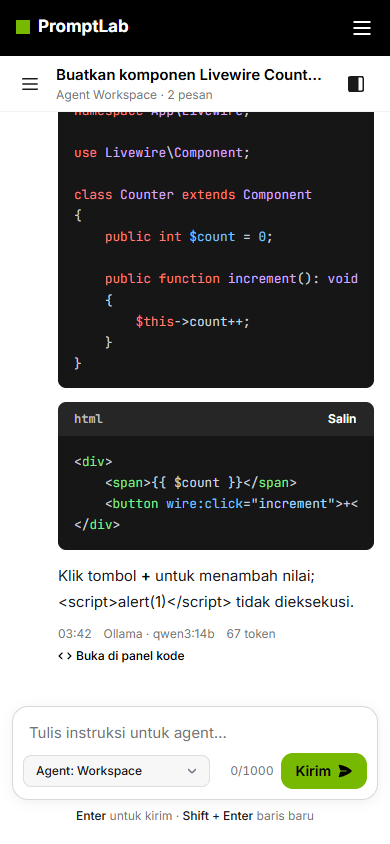 PromptLab
Buatkan komponen Livewire Count...
Agent Workspace · 2 pesan
namespace App\Livewire;
use Livewire\Component;
class Counter extends Component
{
    public int $count = 0;
    public function increment(): void
    {
        $this->count++;
    }
}
html
Salin
<div>
    <span>{{ $count }}</span>
    <button wire:click="increment">+<
</div>
Klik tombol + untuk menambah nilai;
<script>alert(1)</script> tidak dieksekusi.
03:42 Ollama · qwen3:14b 67 token
Buka di panel kode
Tulis instruksi untuk agent...
Agent: Workspace
0/1000
Kirim
Enter untuk kirim · Shift + Enter baris baru